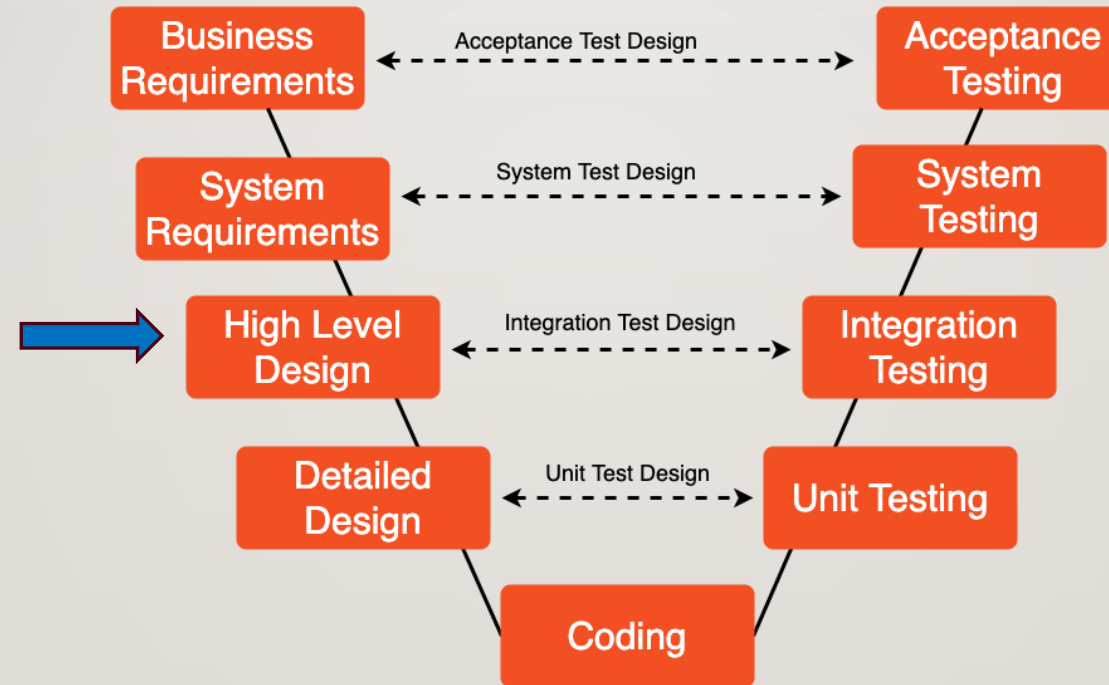 Business
Requirements
Acceptance Test Design
Acceptance
Testing
System
Requirements
System Test Design
System
Testing
High Level
Design
Integration Test Design
Integration
Testing
Detailed
Design
Unit Test Design
Unit Testing
Coding